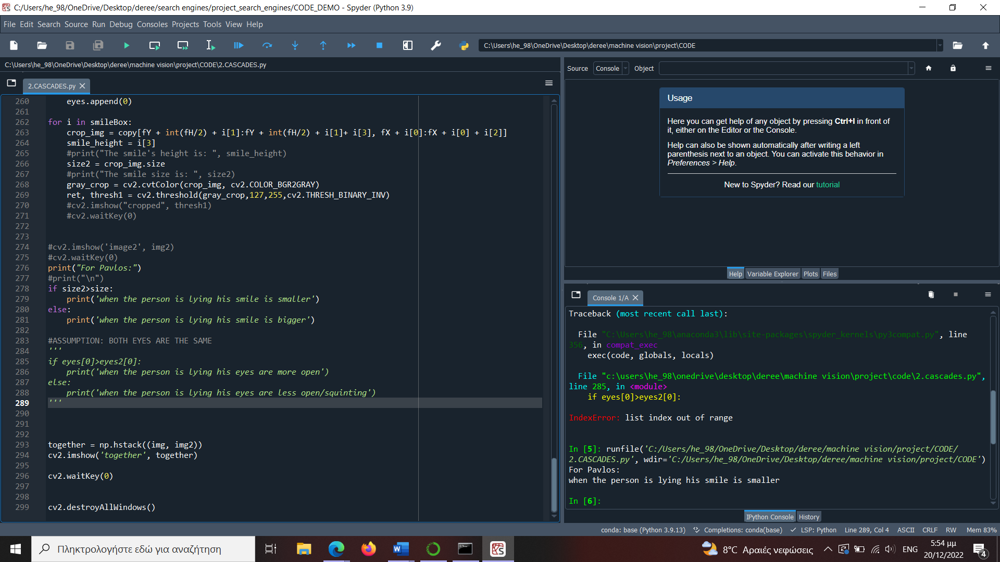 C:/Users/he_98/OneDrive/Desktop/deree/search engines/project_search_engines/CODE_DEMO - Spyder (Python 3.9)
File Edit Search Source Run Debug Consoles Projects Tools View Help
C:\Users\he_98\OneDrive\Desktop\deree\machine vision\project\CODE
C:\Users\he_98\OneDrive\Desktop\deree\machine vision\project\CODE\2.CASCADES.py
2.CASCADES.py
260 eyes.append(0)
261
262 for i in smileBox:
263 crop_img = copy[fY + int(fH/2) + i[1]:fY + int(fH/2) + i[1]+ i[3], fX + i[0]:fX + i[0] + i[2]]
264 smile_height = i[3]
265 #print("The smile's height is: ", smile_height)
266 size2 = crop_img.size
267 #print("The smile size is: ", size2)
268 gray_crop = cv2.cvtColor(crop_img, cv2.COLOR_BGR2GRAY)
269 ret, thresh1 = cv2.threshold(gray_crop,127,255,cv2.THRESH_BINARY_INV)
270 #cv2.imshow("cropped", thresh1)
271 #cv2.waitKey(0)
272
273
274 #cv2.imshow('image2', img2)
275 #cv2.waitKey(0)
276 print("For Pavlos:")
277 #print("\n")
278 if size2>size:
279 print('when the person is lying his smile is smaller')
280 else:
281 print('when the person is lying his smile is bigger')
282
283 #ASSUMPTION: BOTH EYES ARE THE SAME
284 '''
285 if eyes[0]>eyes2[0]:
286 print('when the person is lying his eyes are more open')
287 else:
288 print('when the person is lying his eyes are less open/squinting')
289 '''
290
291
292
293 together = np.hstack((img, img2))
294 cv2.imshow('together', together)
295
296 cv2.waitKey(0)
297
298
299 cv2.destroyAllWindows()
Source Console Object
Usage
Here you can get help of any object by pressing Ctrl+I in front of
it, either on the Editor or the Console.
Help can also be shown automatically after writing a left
parenthesis next to an object. You can activate this behavior in
Preferences > Help.
New to Spyder? Read our tutorial
Help Variable Explorer Plots Files
Console 1/A
Traceback (most recent call last):
File "C:\Users\he_98\anaconda3\lib\site-packages\spyder_kernels\py3compat.py", line
356, in compat_exec
exec(code, globals, locals)
File "c:\users\he_98\onedrive\desktop\deree\machine vision\project\code\2.cascades.py",
line 285, in <module>
if eyes[0]>eyes2[0]:
IndexError: list index out of range
In [5]: runfile('C:/Users/he_98/OneDrive/Desktop/deree/machine vision/project/CODE/
2.CASCADES.py', wdir='C:/Users/he_98/OneDrive/Desktop/deree/machine vision/project/CODE')
For Pavlos:
when the person is lying his smile is smaller
In [6]:
IPython Console History
conda: base (Python 3.9.13) Completions: conda(base) LSP: Python Line 289, Col 4 ASCII CRLF RW Mem 83%
Πληκτρολογήστε εδώ για αναζήτηση
8°C Αραιές νεφώσεις
ENG
5:54 μμ
20/12/2022
4